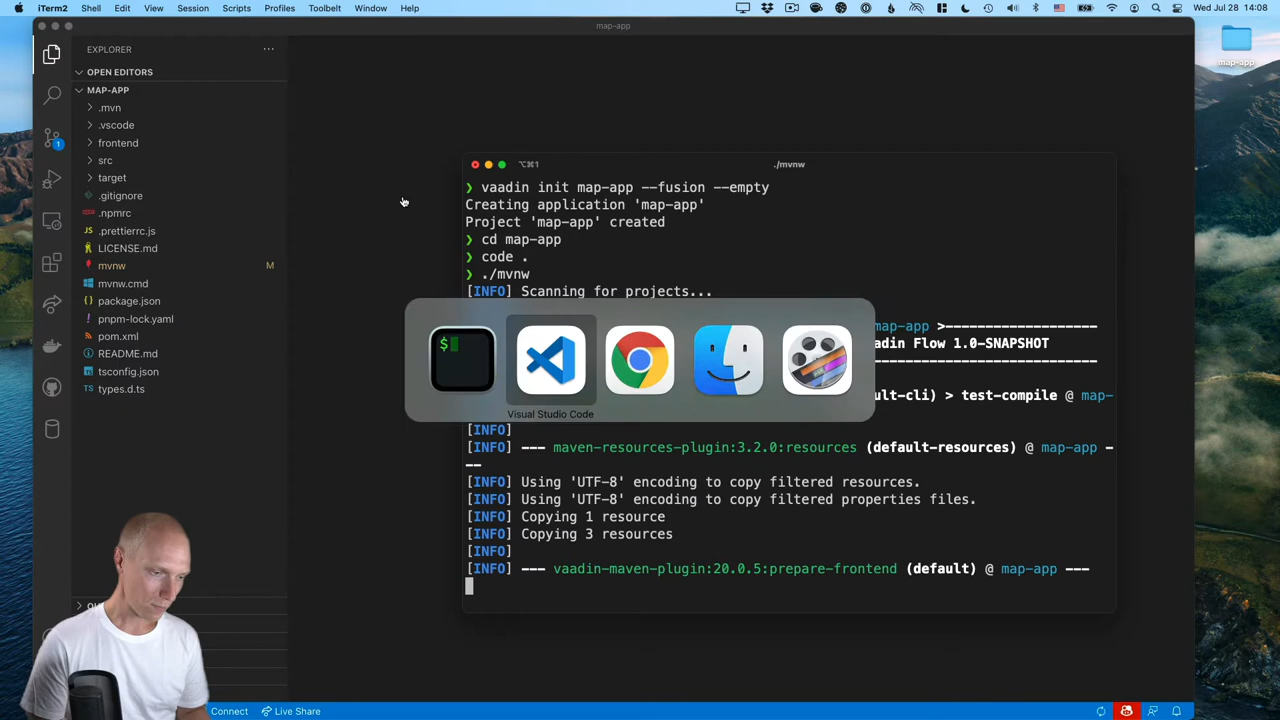 iTerm2 Shell Edit View Session Scripts Profiles Toolbelt Window Help Wed Jul 28 14:08
map-app
map-app
EXPLORER
OPEN EDITORS
MAP-APP
.mvn
.vscode
frontend
src
target
.gitignore
.npmrc
.prettierrc.js
LICENSE.md
mvnw M
mvnw.cmd
package.json
pnpm-lock.yaml
pom.xml
README.md
tsconfig.json
types.d.ts
1
⌥⌘1 ./mvnw
❯ vaadin init map-app --fusion --empty
Creating application 'map-app'
Project 'map-app' created
❯ cd map-app
❯ code .
❯ ./mvnw
[INFO] Scanning for projects...
map-app >-------------------
adin Flow 1.0-SNAPSHOT
--------------------
ult-cli) > test-compile @ map-
$
Visual Studio Code
[INFO]
[INFO] --- maven-resources-plugin:3.2.0:resources (default-resources) @ map-app -
--
[INFO] Using 'UTF-8' encoding to copy filtered resources.
[INFO] Using 'UTF-8' encoding to copy filtered properties files.
[INFO] Copying 1 resource
[INFO] Copying 3 resources
[INFO]
[INFO] --- vaadin-maven-plugin:20.0.5:prepare-frontend (default) @ map-app ---
Connect Live Share